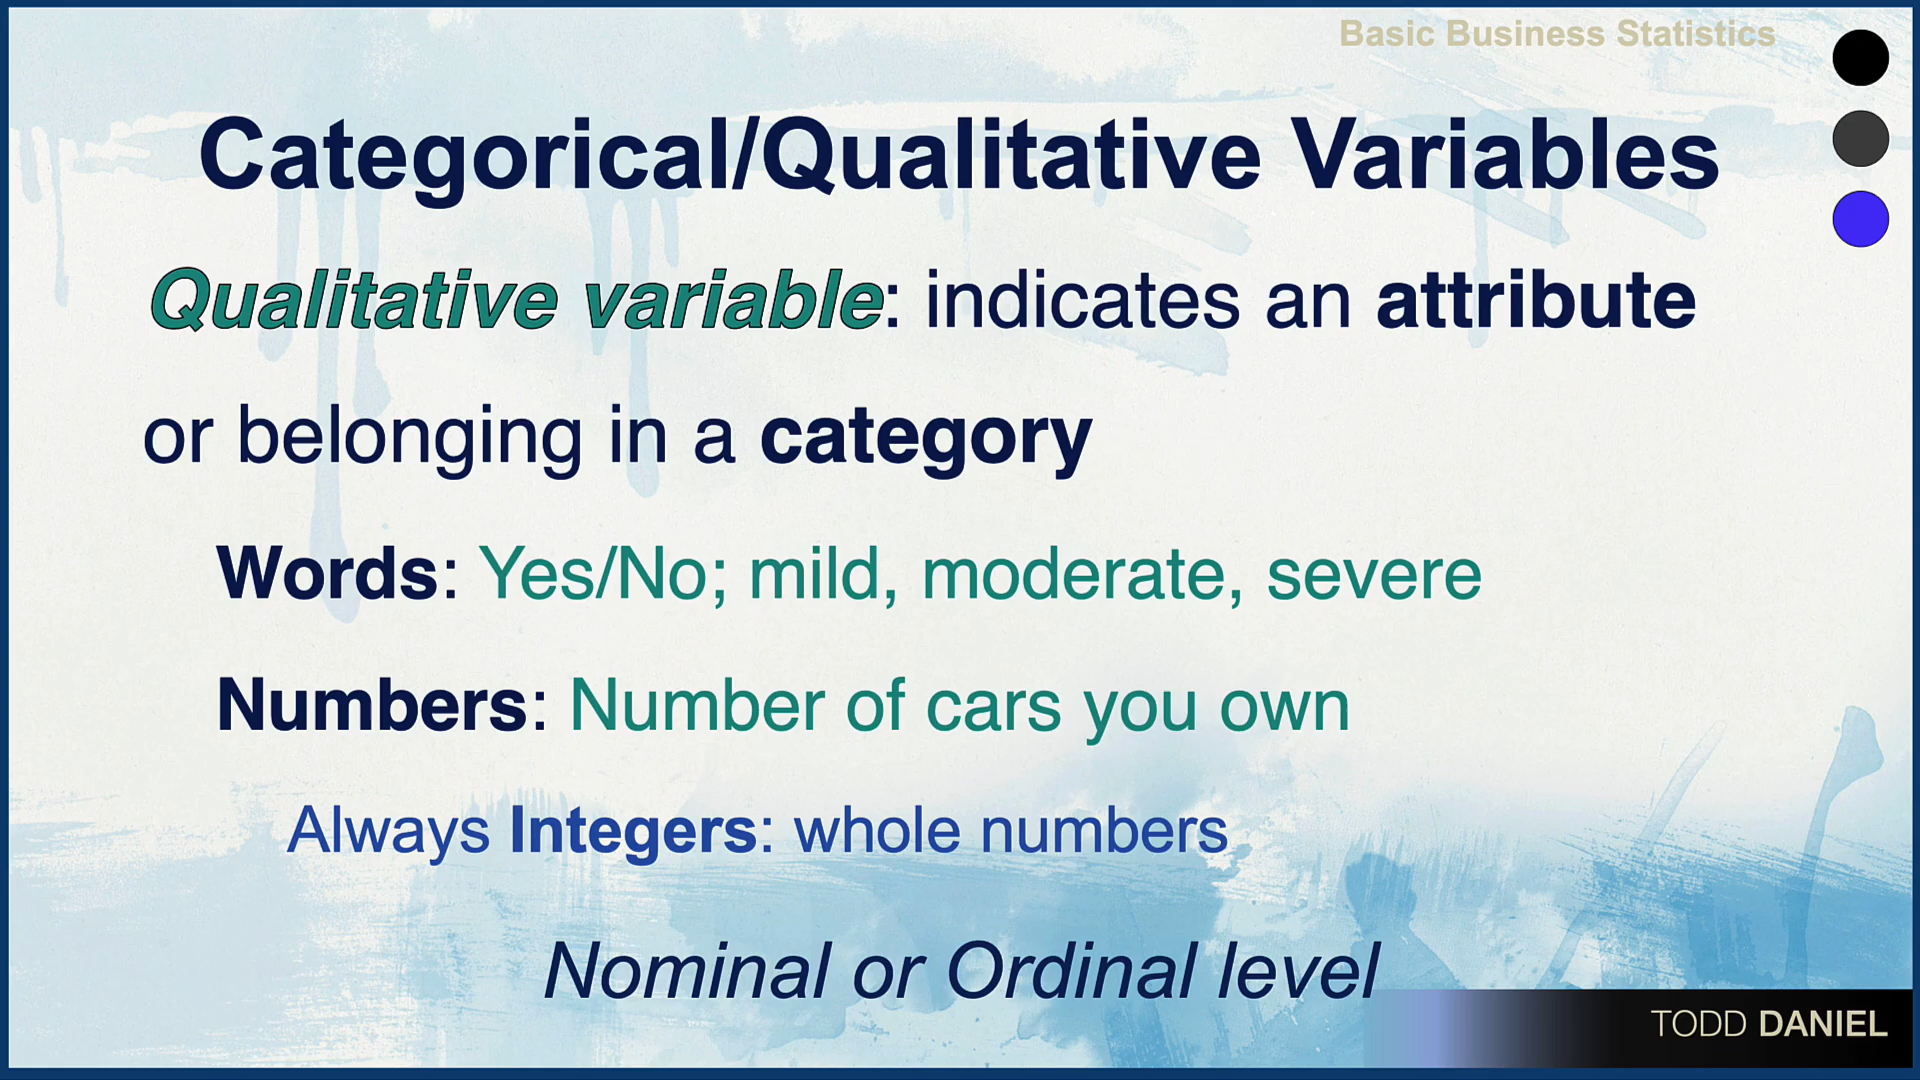 Basic Business Statistics
Categorical/Qualitative Variables
Qualitative variable: indicates an attribute
or belonging in a category
Words: Yes/No; mild, moderate, severe
Numbers: Number of cars you own
Always Integers: whole numbers
Nominal or Ordinal level
TODD DANIEL